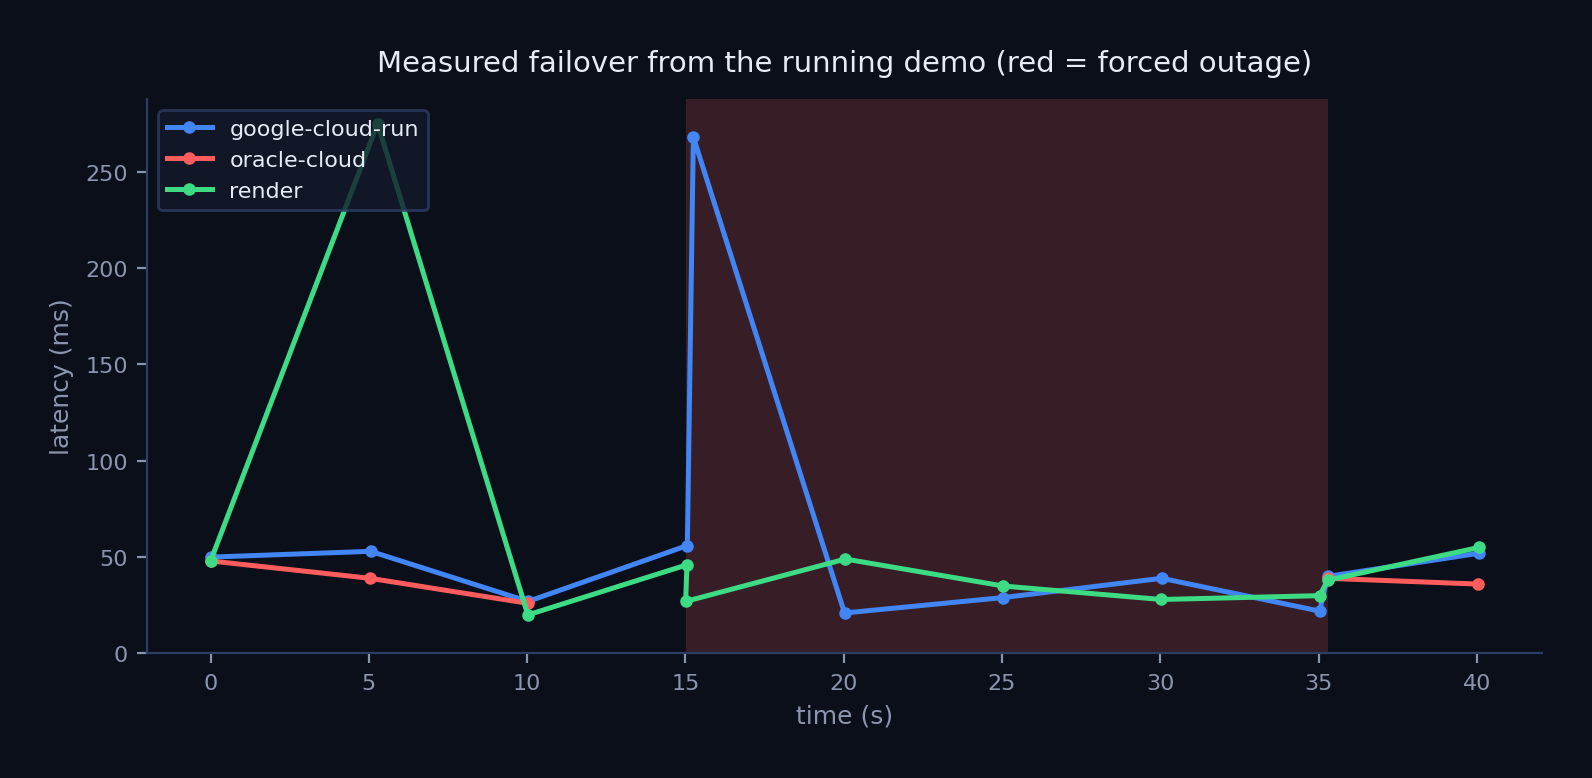 Measured failover from the running demo (red = forced outage)
google-cloud-run
oracle-cloud
render
latency (ms)
250
200
150
100
50
0
0 5 10 15 20 25 30 35 40
time (s)